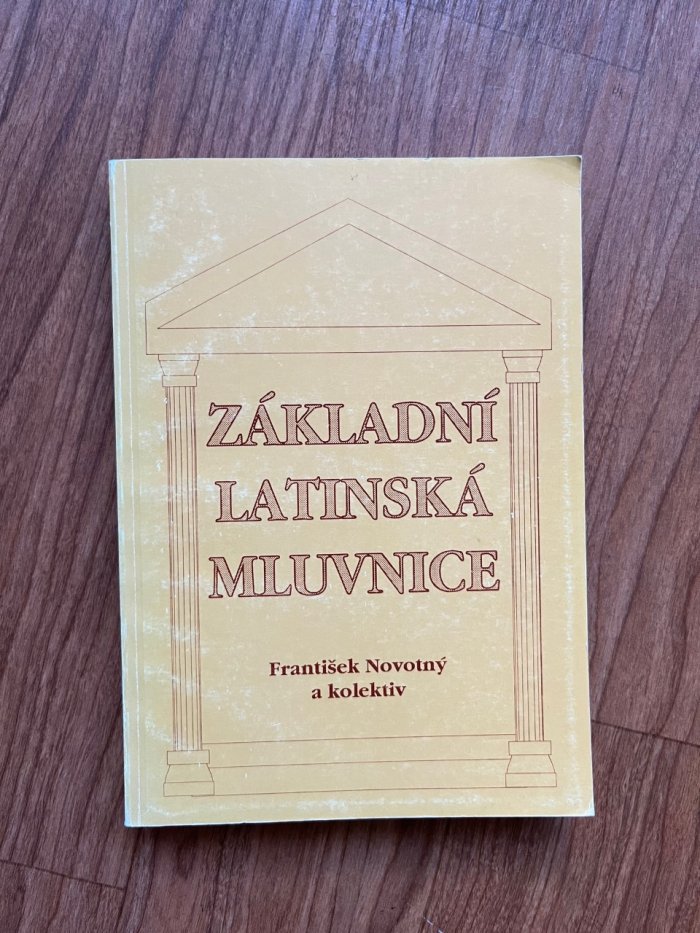 ZÁKLADNÍ
LATINSKÁ
MLUVNICE
František Novotný
a kolektiv